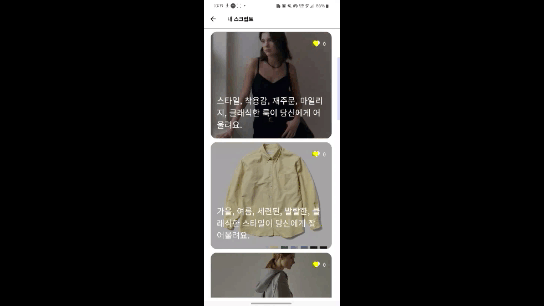 내 스크랩북
0
스타일, 착용감, 재주문, 마일리
지, 클래식한 룩이 당신에게 어
울려요.
0
가을, 여름, 세련된, 발랄한, 클
래식한 스타일이 당신에게 잘
어울려요.
0